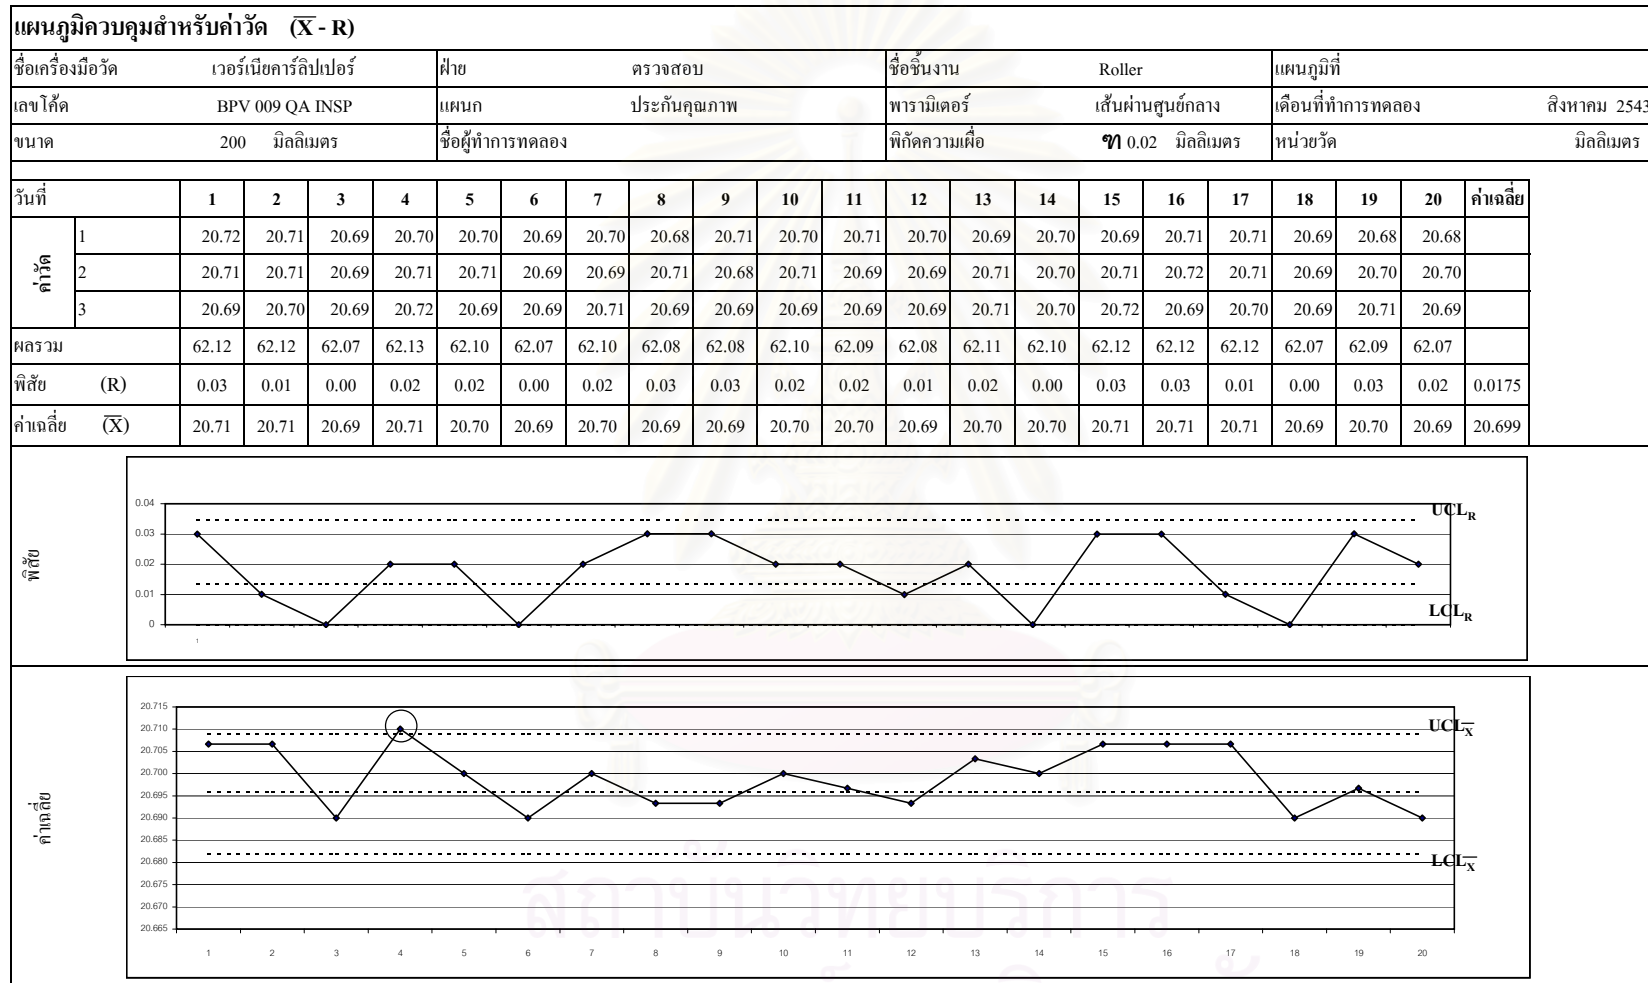 แผนภูมิควบคุมสำหรับค่าวัด (X̅ - R)
ชื่อเครื่องมือวัด เวอร์เนียคาร์ลิปเปอร์ ฝ่าย ตรวจสอบ ชื่อชิ้นงาน Roller แผนภูมิที่
เลขโค้ด BPV 009 QA INSP แผนก ประกันคุณภาพ พารามิเตอร์ เส้นผ่านศูนย์กลาง เดือนที่ทำการทดลอง สิงหาคม 2543
ขนาด 200 มิลลิเมตร ชื่อผู้ทำการทดลอง พิกัดความเผื่อ ฑ 0.02 มิลลิเมตร หน่วยวัด มิลลิเมตร
วันที่ 1 2 3 4 5 6 7 8 9 10 11 12 13 14 15 16 17 18 19 20 ค่าเฉลี่ย
ค่าวัด
1 20.72 20.71 20.69 20.70 20.70 20.69 20.70 20.68 20.71 20.70 20.71 20.70 20.69 20.70 20.69 20.71 20.71 20.69 20.68 20.68
2 20.71 20.71 20.69 20.71 20.71 20.69 20.69 20.71 20.68 20.71 20.69 20.69 20.71 20.70 20.71 20.72 20.71 20.69 20.70 20.70
3 20.69 20.70 20.69 20.72 20.69 20.69 20.71 20.69 20.69 20.69 20.69 20.69 20.71 20.70 20.72 20.69 20.70 20.69 20.71 20.69
ผลรวม 62.12 62.12 62.07 62.13 62.10 62.07 62.10 62.08 62.08 62.10 62.09 62.08 62.11 62.10 62.12 62.12 62.12 62.07 62.09 62.07
พิสัย (R) 0.03 0.01 0.00 0.02 0.02 0.00 0.02 0.03 0.03 0.02 0.02 0.01 0.02 0.00 0.03 0.03 0.01 0.00 0.03 0.02 0.0175
ค่าเฉลี่ย (X̅) 20.71 20.71 20.69 20.71 20.70 20.69 20.70 20.69 20.69 20.70 20.70 20.69 20.70 20.70 20.71 20.71 20.71 20.69 20.70 20.69 20.699
พิสัย
0.04
UCL_R
0.03
0.02
0.01
LCL_R
0
1
ค่าเฉลี่ย
20.715
20.710
UCL_X̅
20.705
20.700
20.695
20.690
20.685
20.680
LCL_X̅
20.675
20.670
20.665
1 2 3 4 5 6 7 8 9 10 11 12 13 14 15 16 17 18 19 20
สถาบันวิทยบริการ